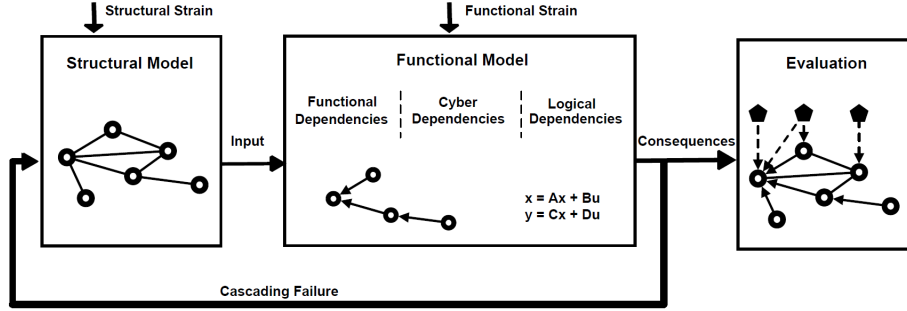 Structural Strain
Functional Strain
Structural Model
Functional Model
Evaluation
Functional
Dependencies
Cyber
Dependencies
Logical
Dependencies
Input
Consequences
x = Ax + Bu
y = Cx + Du
Cascading Failure